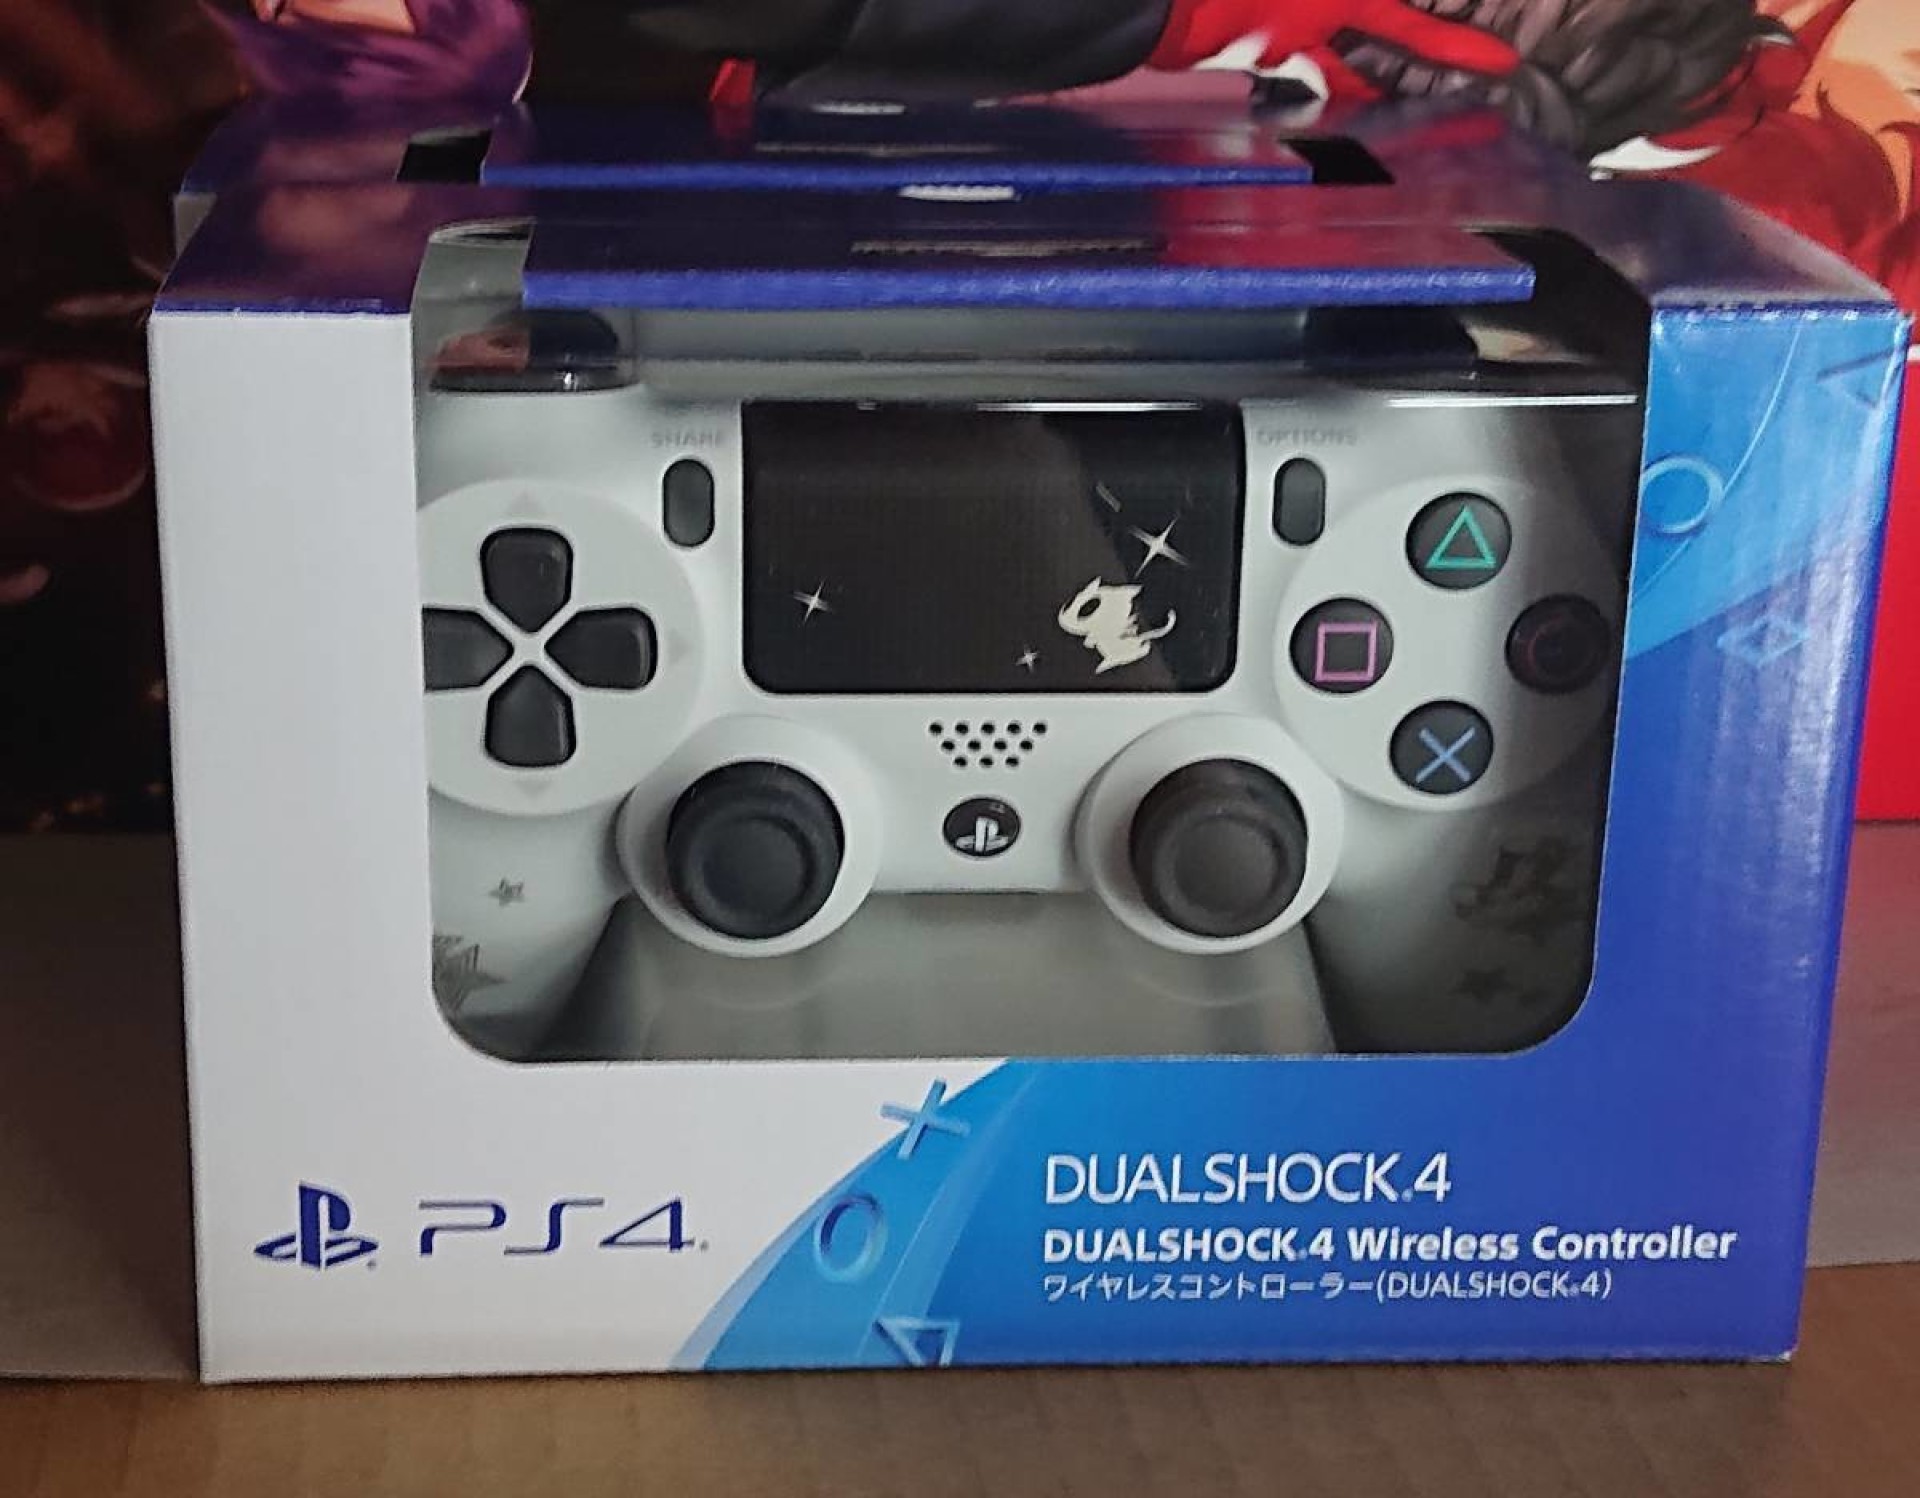 SHARE
OPTIONS
PS4
DUALSHOCK.4
DUALSHOCK.4 Wireless Controller
ワイヤレスコントローラー(DUALSHOCK.4)